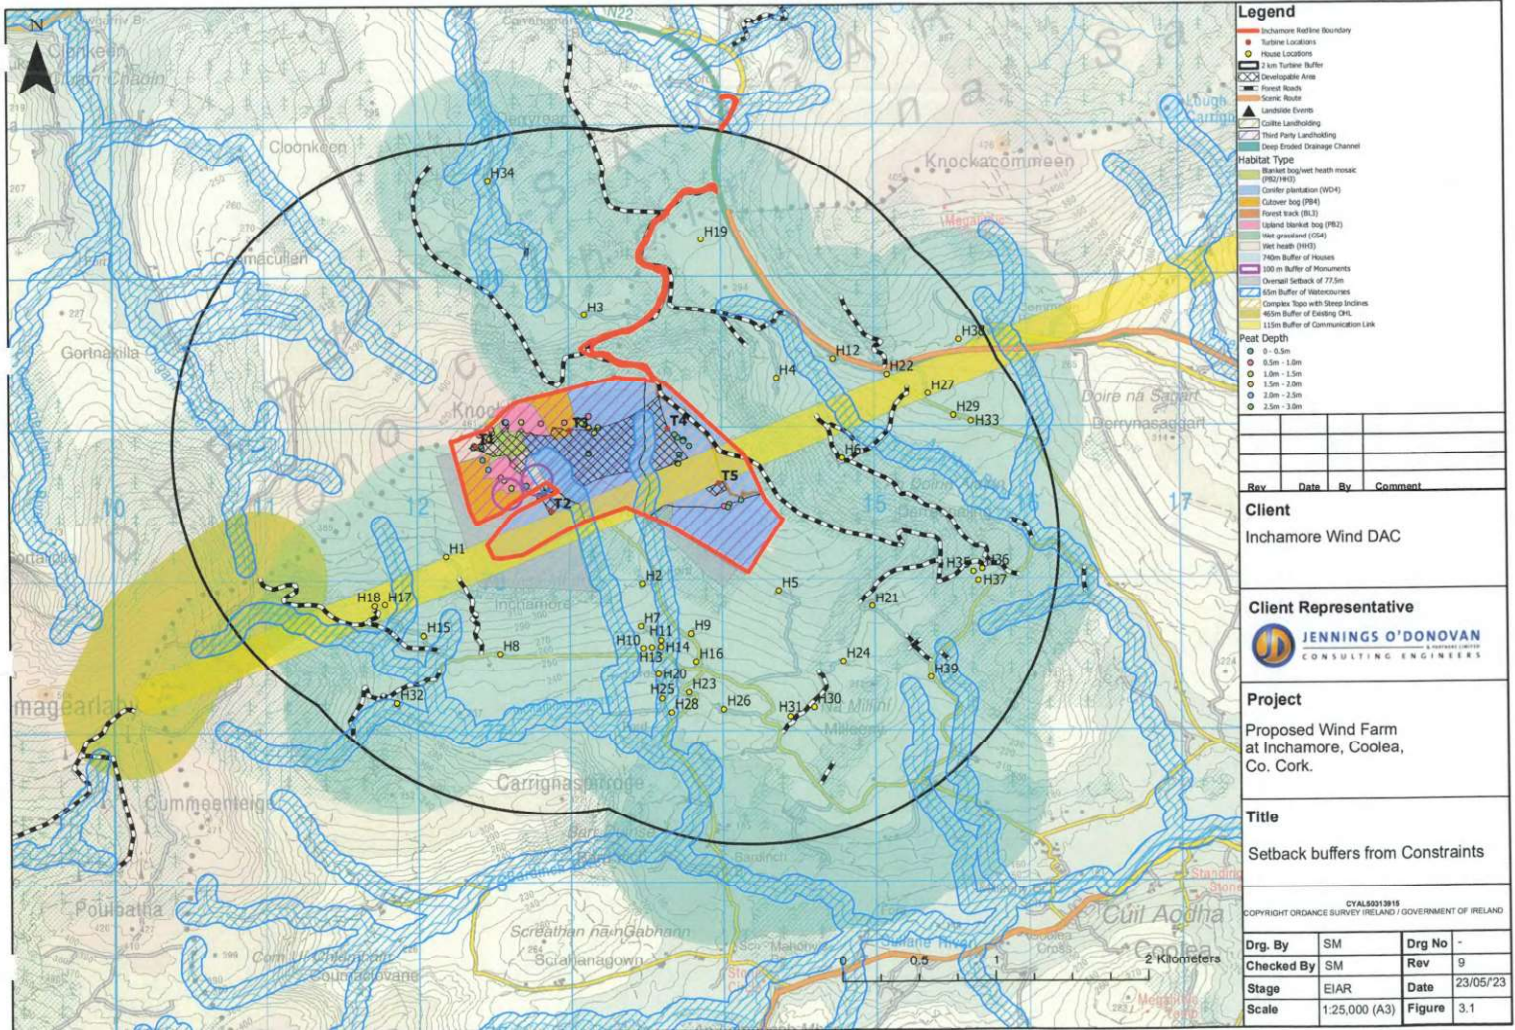 N
N22
Cloonkeen
Knockacommeen
H34
H19
H3
H38
H12
H4
H22
H27
H29
H33
Gortnakilla
Doire na Sagart
Derrynasaggart
T1
T3
T4
H6
T5
T2
10
11
12
15
17
H1
H2
H5
H35
H36
H37
H18
H17
Inchamore
H21
H15
H7
H9
H11
H8
H10
H14
H13
H16
H24
H20
H39
H32
H25
H23
H28
H26
H31
H30
Carrignaspirroge
Cummeenteige
Screathan na nGabhann
Scrahanagown
Coumaclovane
Cúil Aodha
Coolea
0 0.5 1 2 Kilometers
Legend
Inchamore Redline Boundary
Turbine Locations
House Locations
2 km Turbine Buffer
Developable Area
Forest Roads
Scenic Route
Landslide Events
Coillte Landholding
Third Party Landholding
Deep Eroded Drainage Channel
Habitat Type
Blanket bog/wet heath mosaic
(PB2/HH3)
Conifer plantation (WD4)
Cutover bog (PB4)
Forest track (BL3)
Upland blanket bog (PB2)
Wet grassland (GS4)
Wet heath (HH3)
740m Buffer of Houses
100 m Buffer of Monuments
Oversail Setback of 77.5m
65m Buffer of Watercourses
Complex Topo with Steep Inclines
465m Buffer of Existing OHL
115m Buffer of Communication Link
Peat Depth
0 - 0.5m
0.5m - 1.0m
1.0m - 1.5m
1.5m - 2.0m
2.0m - 2.5m
2.5m - 3.0m
Rev Date By Comment
Client
Inchamore Wind DAC
Client Representative
JENNINGS O'DONOVAN
& PARTNERS LIMITED
CONSULTING ENGINEERS
Project
Proposed Wind Farm
at Inchamore, Coolea,
Co. Cork.
Title
Setback buffers from Constraints
CYAL50313915
COPYRIGHT ORDANCE SURVEY IRELAND / GOVERNMENT OF IRELAND
Drg. By SM Drg No -
Checked By SM Rev 9
Stage EIAR Date 23/05/'23
Scale 1:25,000 (A3) Figure 3.1